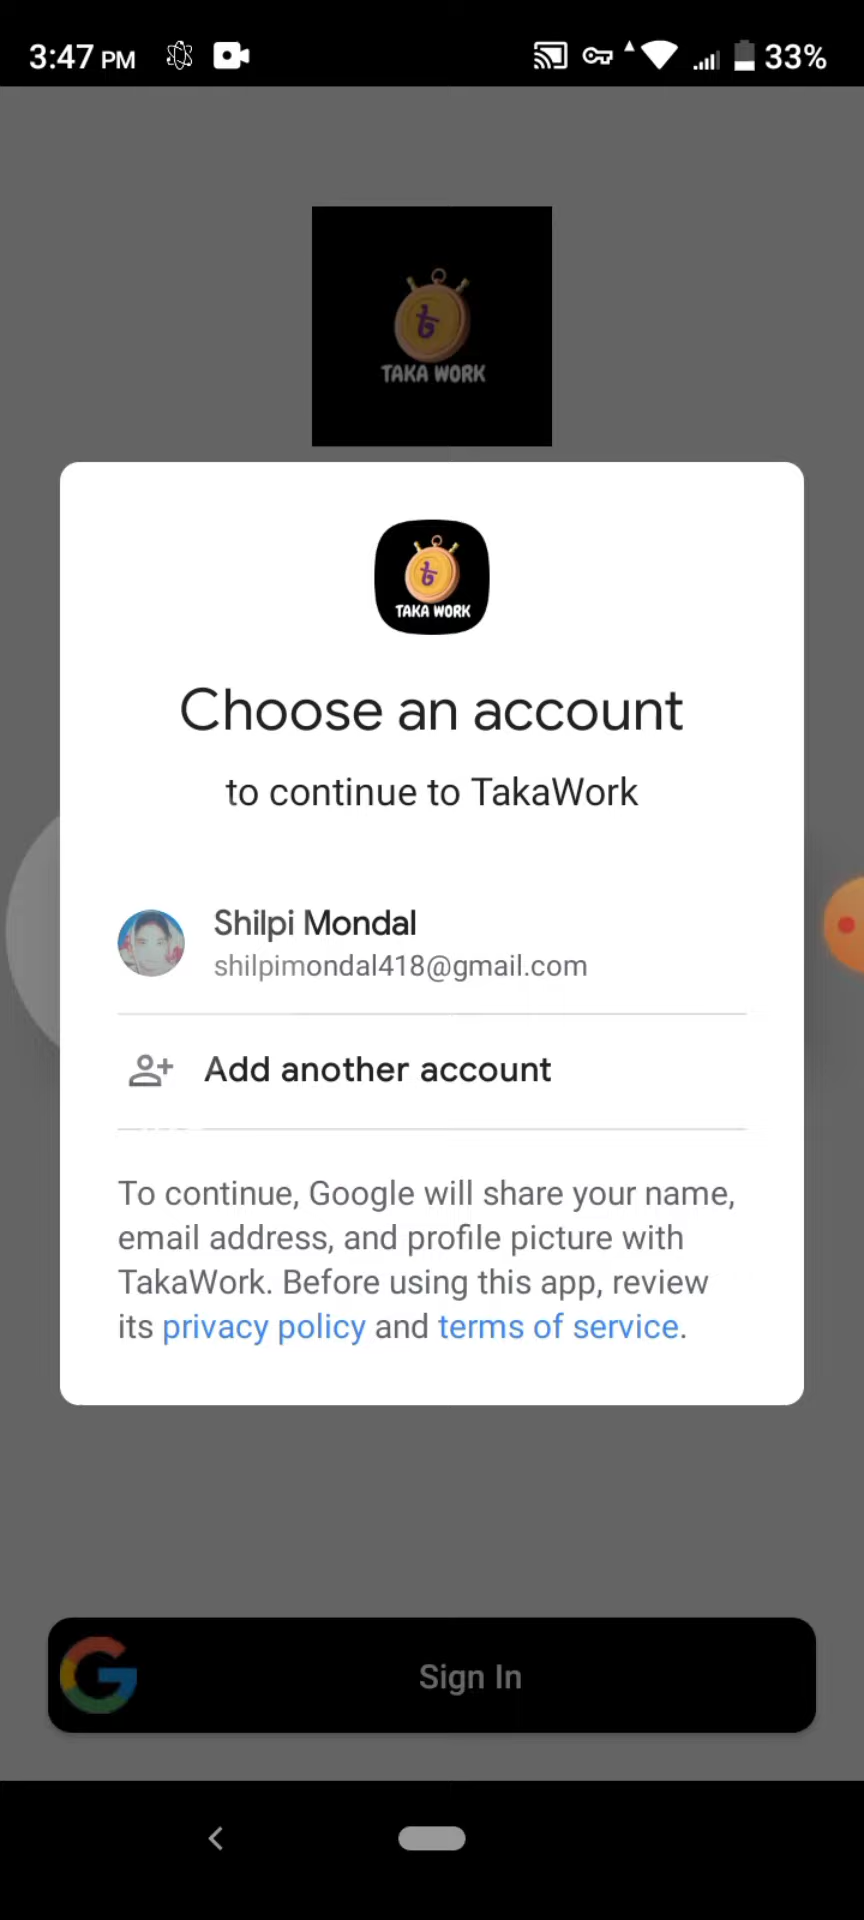 3:47 PM
33%
৳
TAKA WORK
৳
TAKA WORK
Choose an account
to continue to TakaWork
Shilpi Mondal
shilpimondal418@gmail.com
Add another account
To continue, Google will share your name,
email address, and profile picture with
TakaWork. Before using this app, review
its privacy policy and terms of service.
G
Sign In